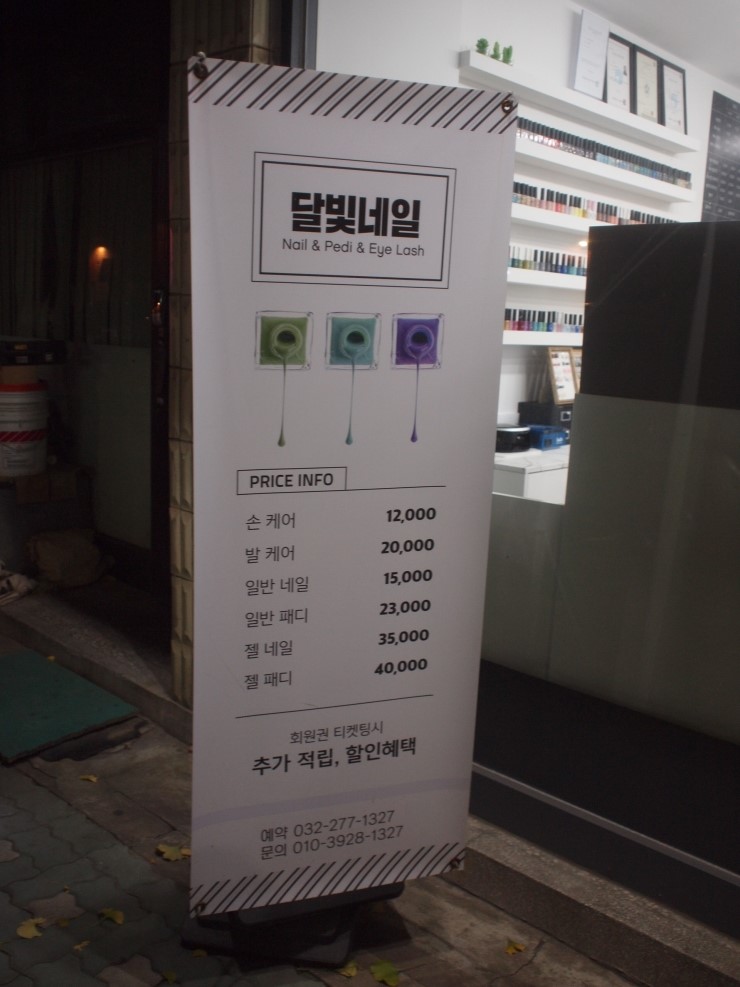 달빛네일
Nail & Pedi & Eye Lash
PRICE INFO
손 케어 12,000
발 케어 20,000
일반 네일 15,000
일반 패디 23,000
젤 네일 35,000
젤 패디 40,000
회원권 티켓팅시
추가 적립, 할인혜택
예약 032-277-1327
문의 010-3928-1327